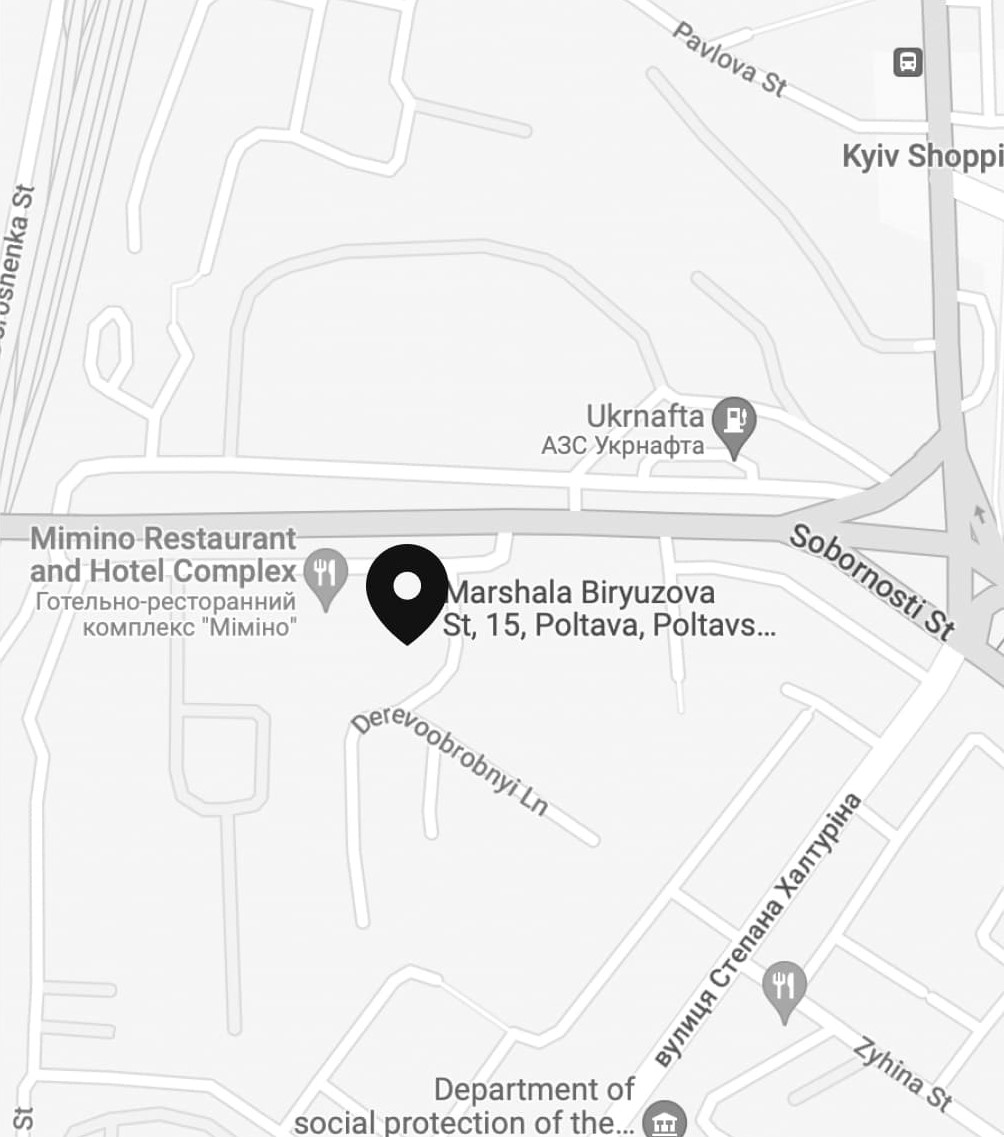 Pavlova St
Kyiv Shoppi
Ukrnafta
АЗС Укрнафта
Mimino Restaurant
and Hotel Complex
Готельно-ресторанний
комплекс "Міміно"
Marshala Biryuzova
St, 15, Poltava, Poltavs...
Sobornosti St
Derevoobrobnyi Ln
вулиця Степана Халтуріна
Zyhina St
Department of
social protection of the...
St